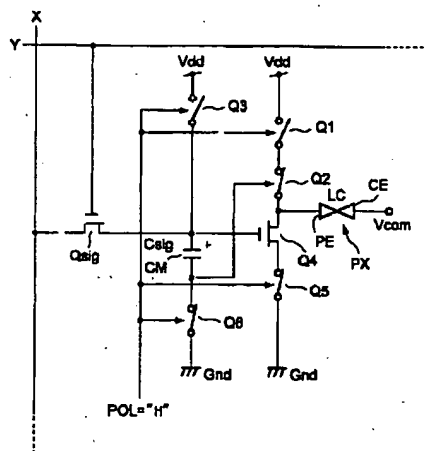 X
Y
Vdd
Vdd
Q3
Q1
Q2
LC
CE
Csig
+
Vcom
CM
PE
Qsig
Q4
PX
Q5
Q6
Gnd
Gnd
POL="H"